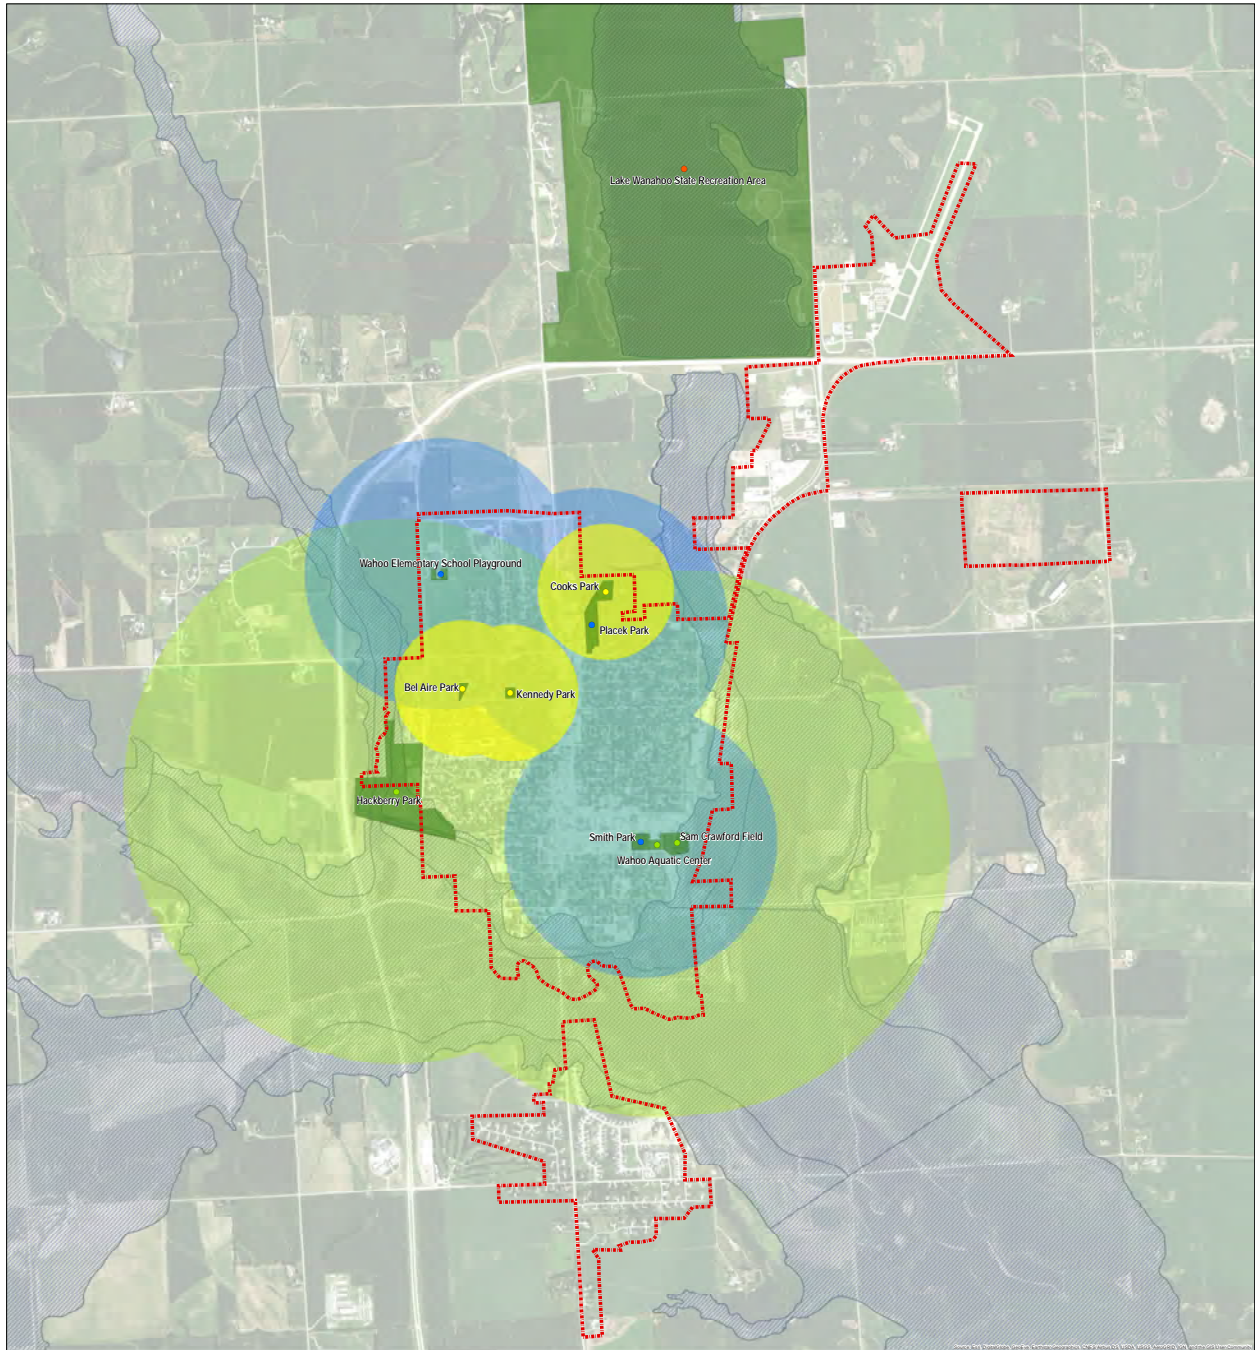 Lake Wanahoo State Recreation Area
Wahoo Elementary School Playground
Cooks Park
Placek Park
Bel Aire Park
Kennedy Park
Hackberry Park
Smith Park
Sam Crawford Field
Wahoo Aquatic Center